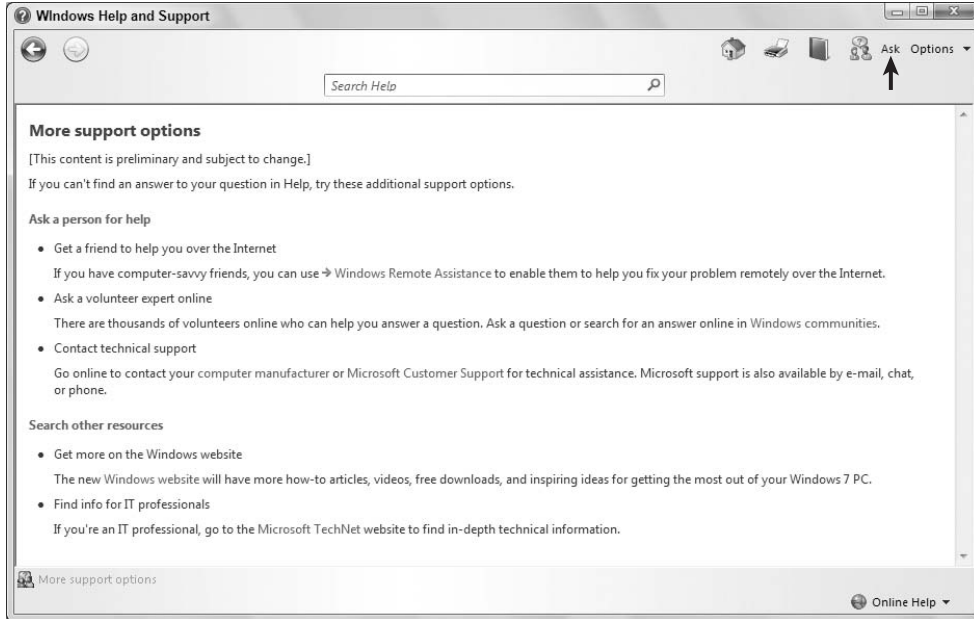 WIndows Help and Support
Ask Options
Search Help
More support options
[This content is preliminary and subject to change.]
If you can't find an answer to your question in Help, try these additional support options.
Ask a person for help
• Get a friend to help you over the Internet
If you have computer-savvy friends, you can use → Windows Remote Assistance to enable them to help you fix your problem remotely over the Internet.
• Ask a volunteer expert online
There are thousands of volunteers online who can help you answer a question. Ask a question or search for an answer online in Windows communities.
• Contact technical support
Go online to contact your computer manufacturer or Microsoft Customer Support for technical assistance. Microsoft support is also available by e-mail, chat,
or phone.
Search other resources
• Get more on the Windows website
The new Windows website will have more how-to articles, videos, free downloads, and inspiring ideas for getting the most out of your Windows 7 PC.
• Find info for IT professionals
If you're an IT professional, go to the Microsoft TechNet website to find in-depth technical information.
More support options
Online Help